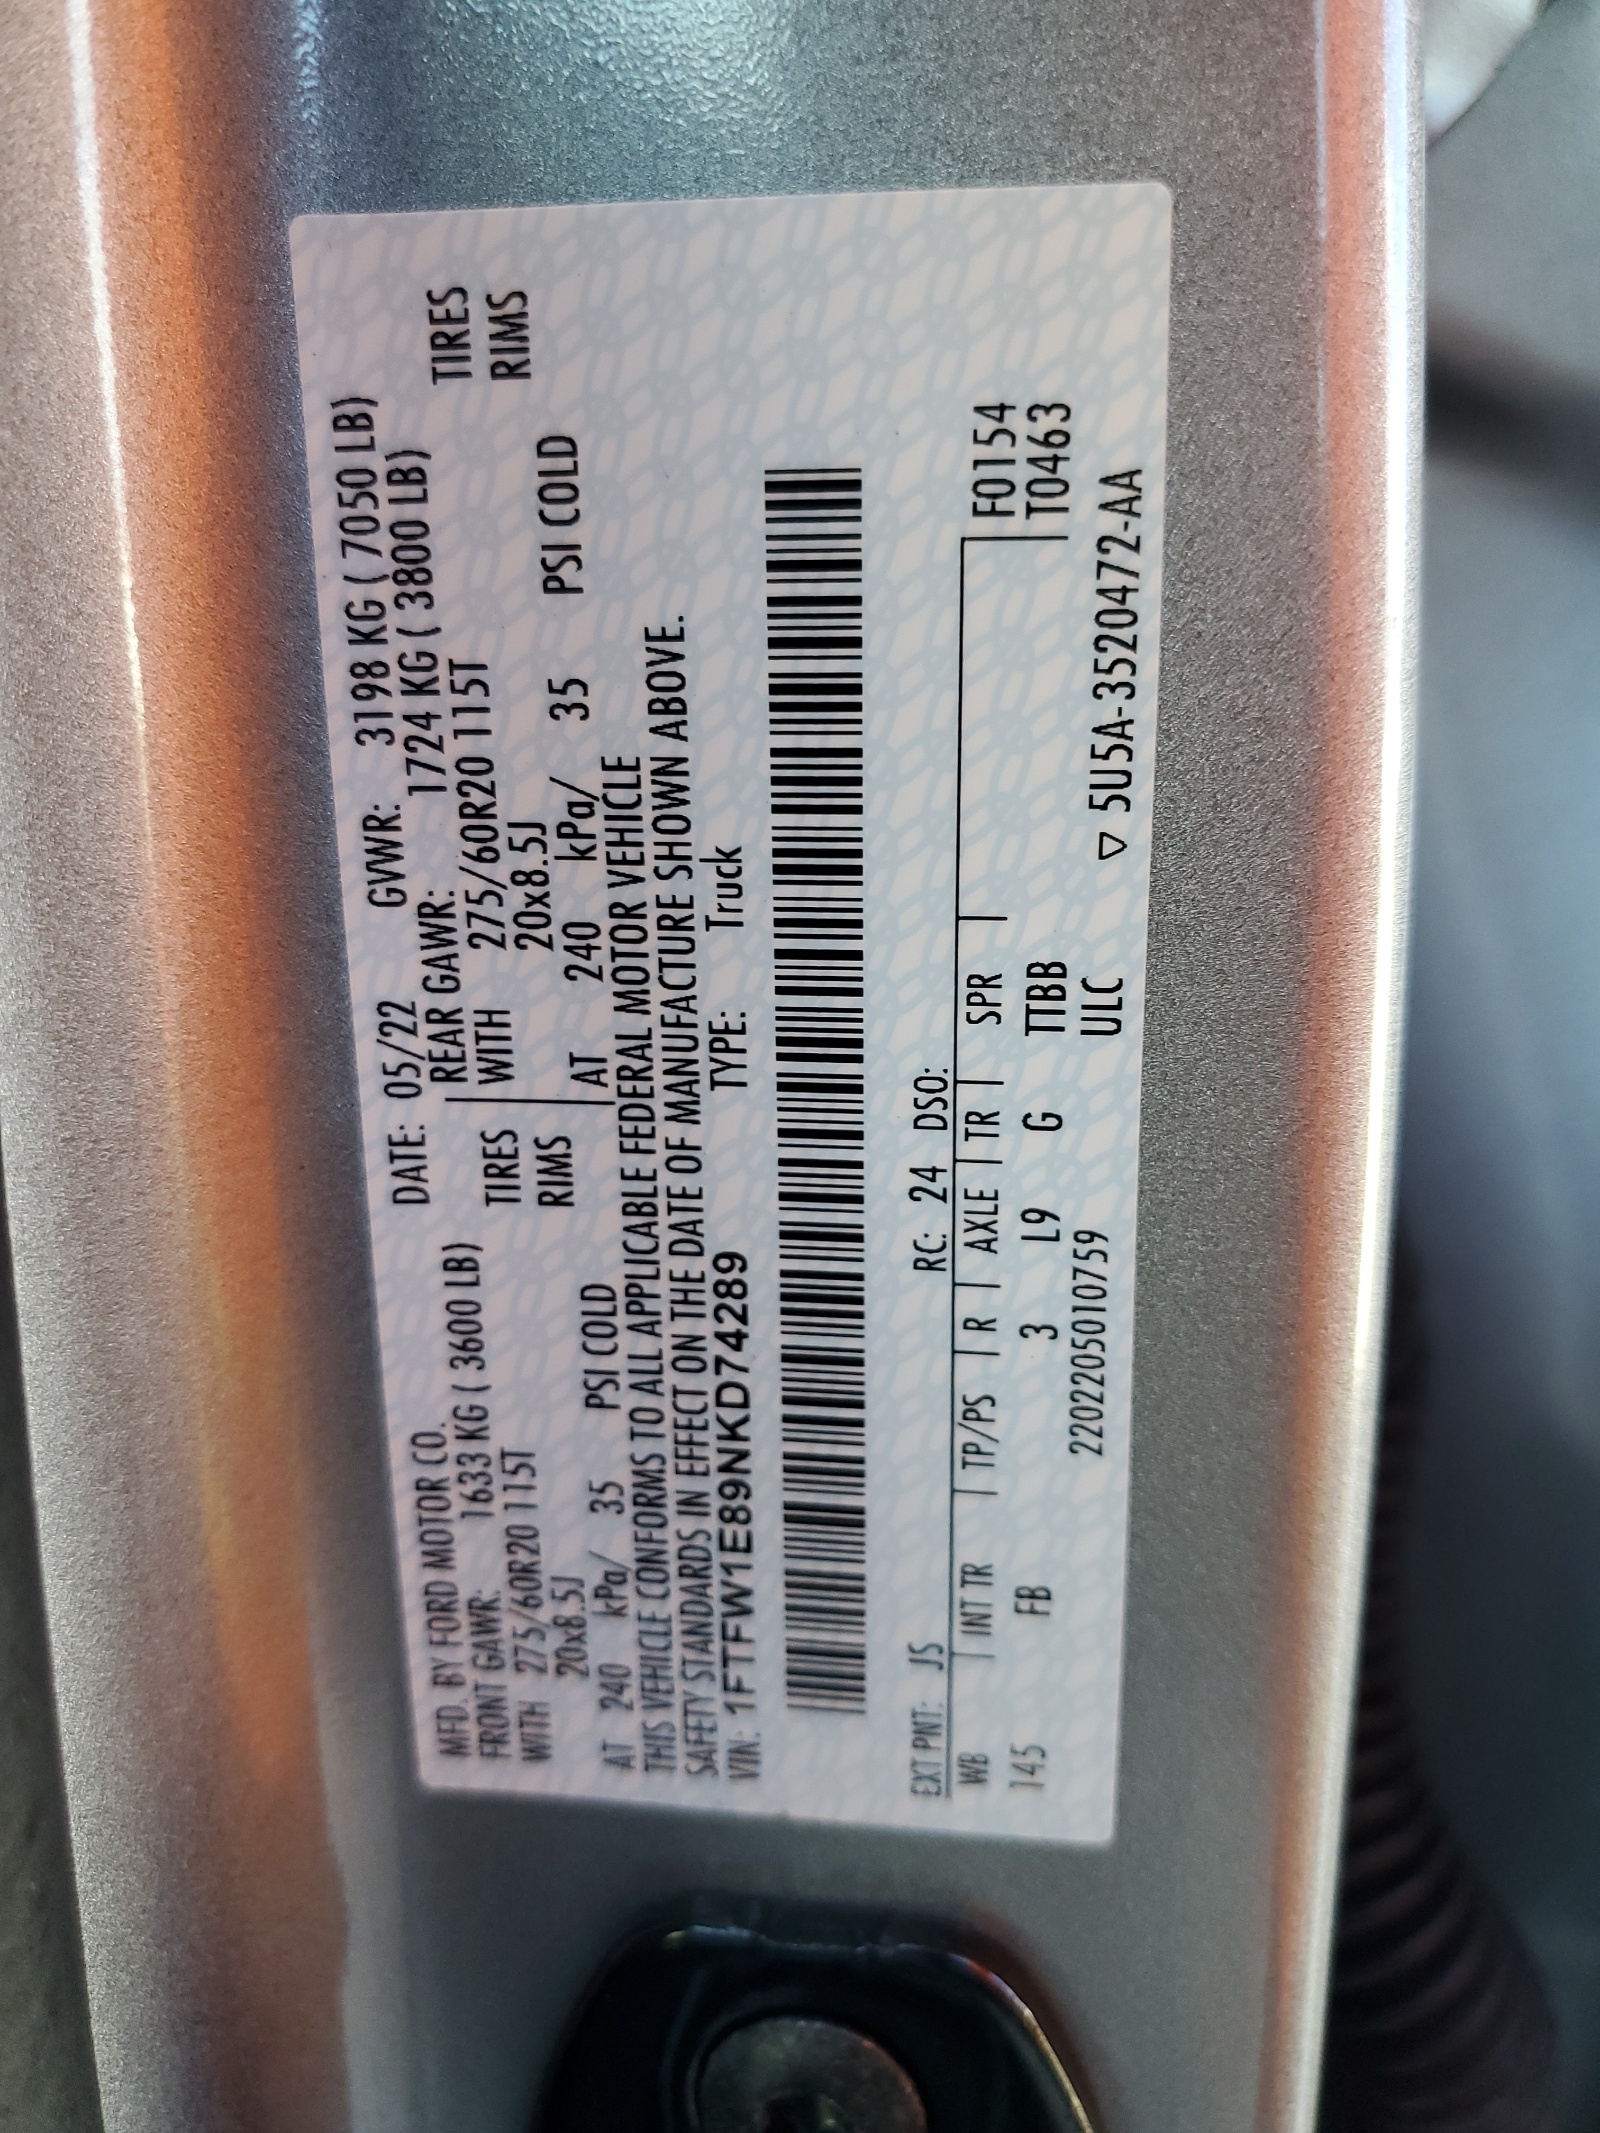 MFD. BY FORD MOTOR CO. DATE: 05/22 GVWR: 3198 KG ( 7050 LB)
FRONT GAWR: 1633 KG ( 3600 LB) REAR GAWR: 1724 KG ( 3800 LB)
WITH 275/60R20 115T TIRES WITH 275/60R20 115T TIRES
20x8.5J RIMS 20x8.5J RIMS
AT 240 kPa/ 35 PSI COLD AT 240 kPa/ 35 PSI COLD
THIS VEHICLE CONFORMS TO ALL APPLICABLE FEDERAL MOTOR VEHICLE
SAFETY STANDARDS IN EFFECT ON THE DATE OF MANUFACTURE SHOWN ABOVE.
VIN: 1FTFW1E89NKD74289 TYPE: Truck
EXT PNT: JS RC: 24 DSO:
WB INT TR TP/PS R AXLE TR SPR F0154
145 FB 3 L9 G TTBB T0463
2202205010759 ULC ▽ 5U5A-3520472-AA